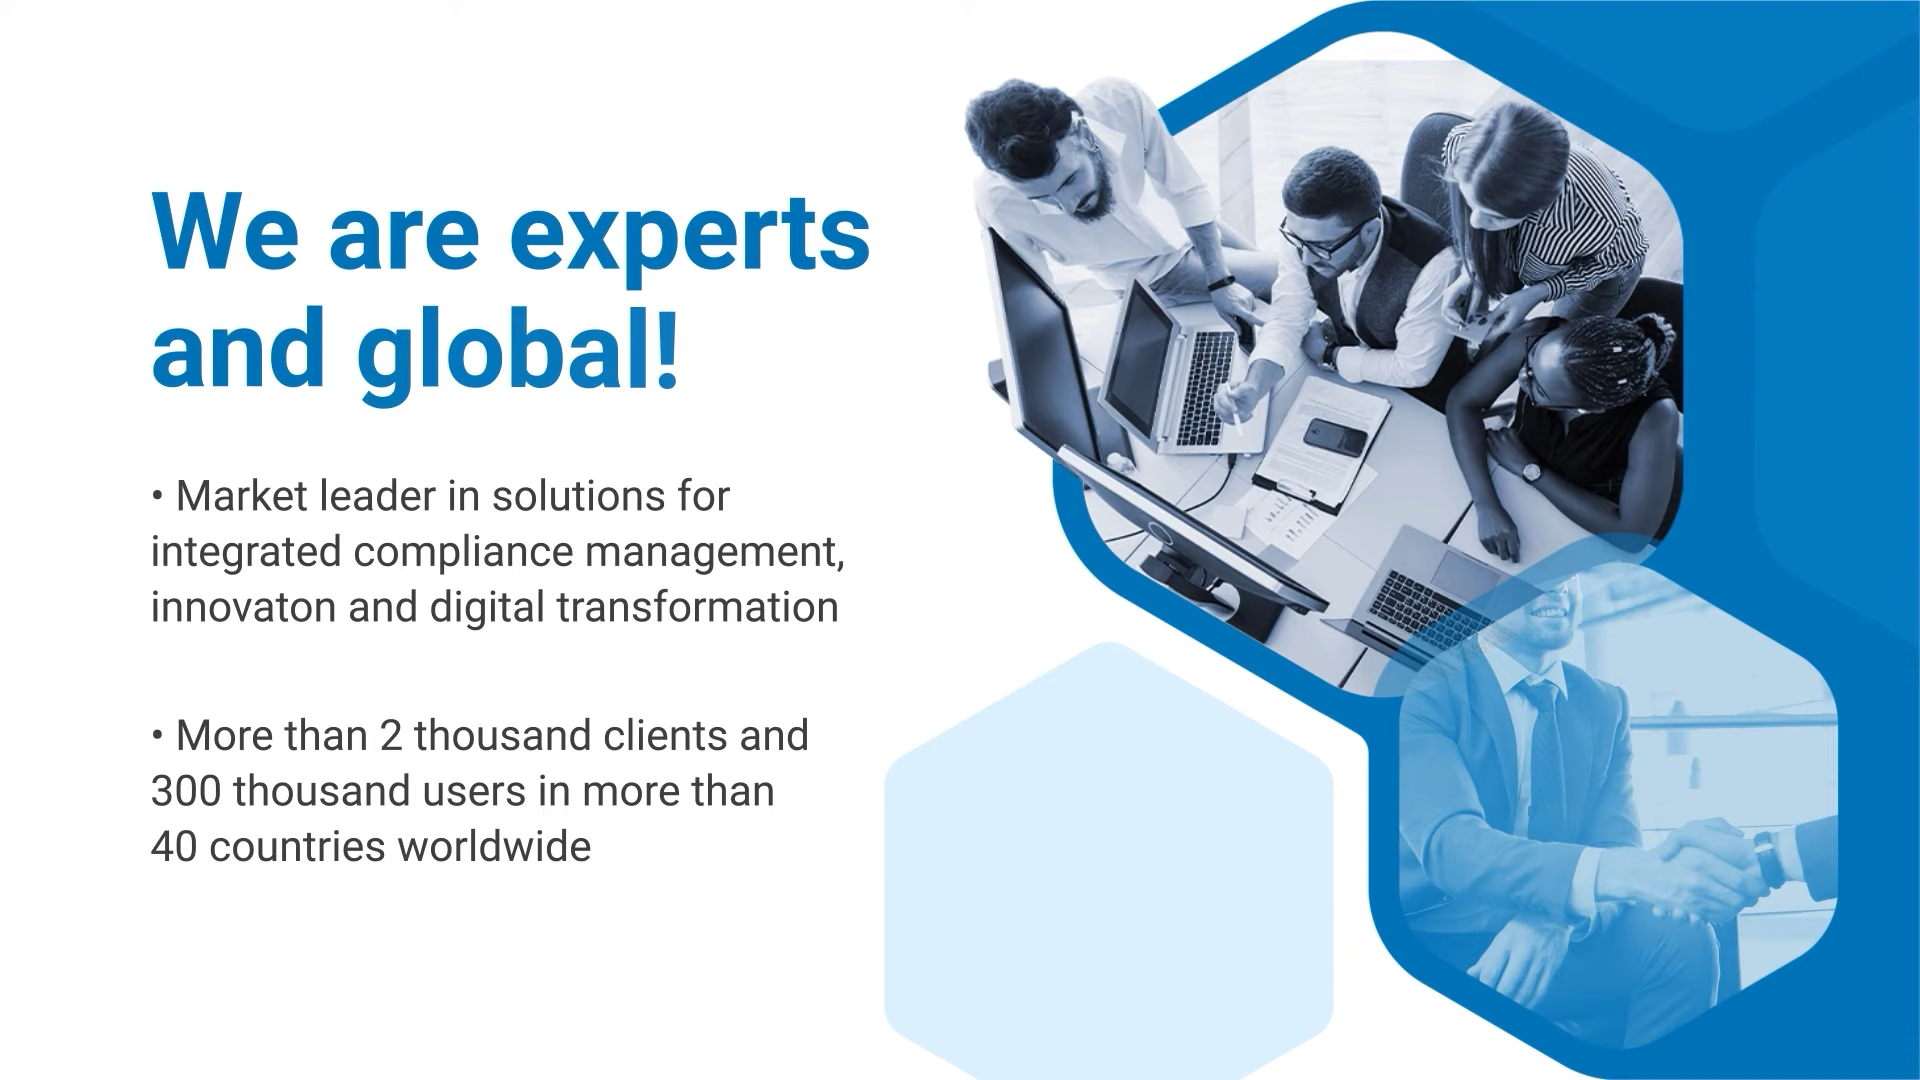 We are experts
and global!
• Market leader in solutions for
integrated compliance management,
innovaton and digital transformation
• More than 2 thousand clients and
300 thousand users in more than
40 countries worldwide